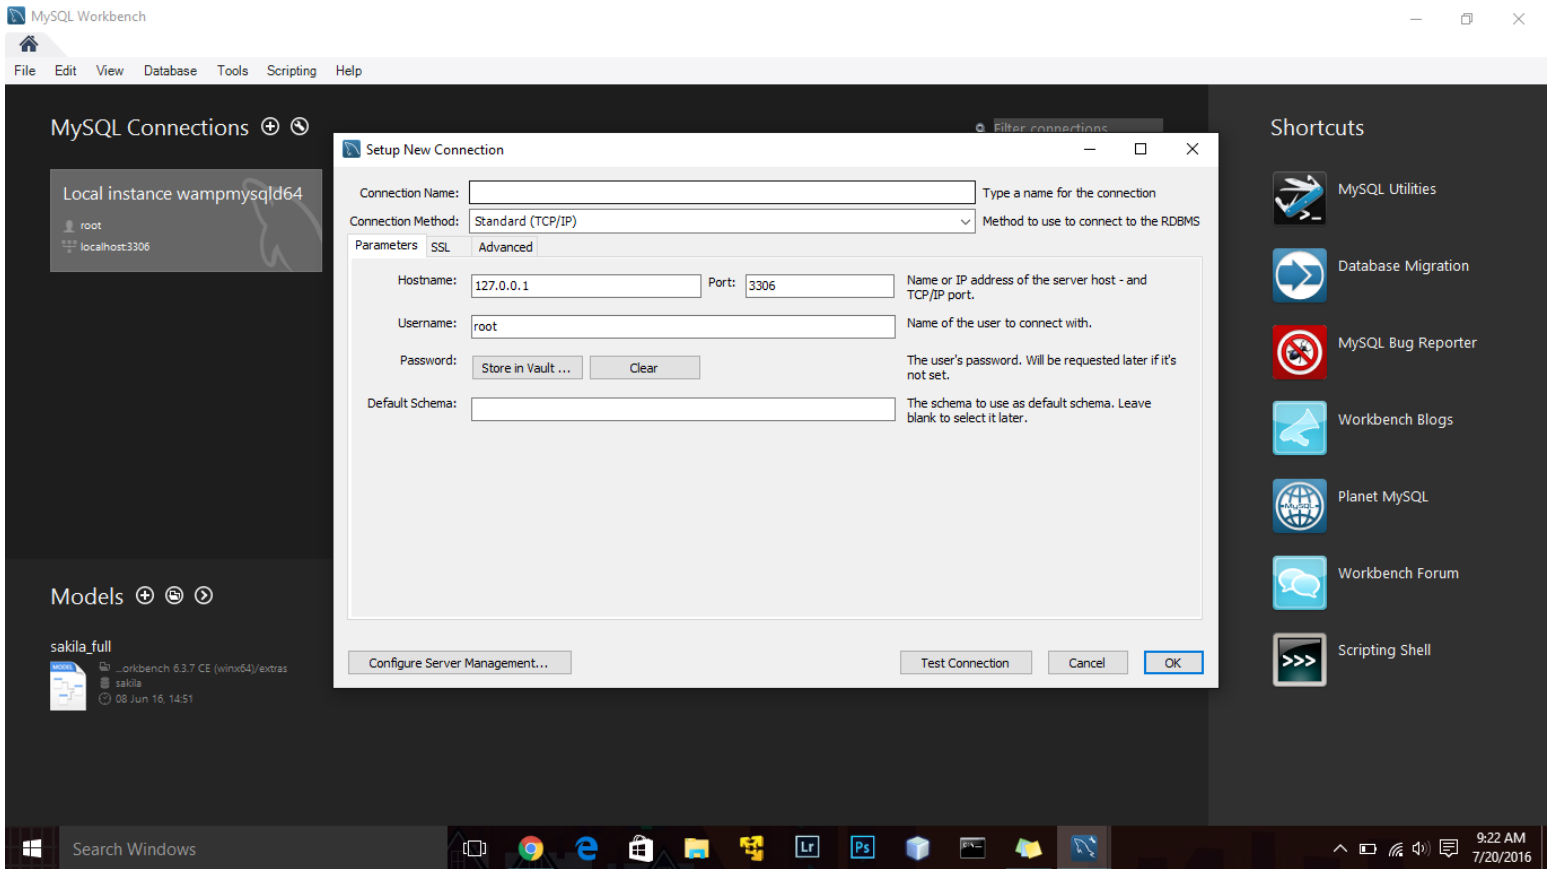 MySQL Workbench
File Edit View Database Tools Scripting Help
MySQL Connections
Filter connections
Local instance wampmysqld64
root
localhost:3306
Setup New Connection
Connection Name: Type a name for the connection
Connection Method: Standard (TCP/IP) Method to use to connect to the RDBMS
Parameters SSL Advanced
Hostname: 127.0.0.1 Port: 3306 Name or IP address of the server host - and
TCP/IP port.
Username: root Name of the user to connect with.
Password: Store in Vault ... Clear The user's password. Will be requested later if it's
not set.
Default Schema: The schema to use as default schema. Leave
blank to select it later.
Configure Server Management... Test Connection Cancel OK
Models
sakila_full
MODEL
...orkbench 6.3.7 CE (winx64)/extras
sakila
08 Jun 16, 14:51
Shortcuts
MySQL Utilities
Database Migration
MySQL Bug Reporter
Workbench Blogs
Planet MySQL
MySQL
Workbench Forum
Scripting Shell
>>>
Search Windows
Lr
Ps
9:22 AM
7/20/2016